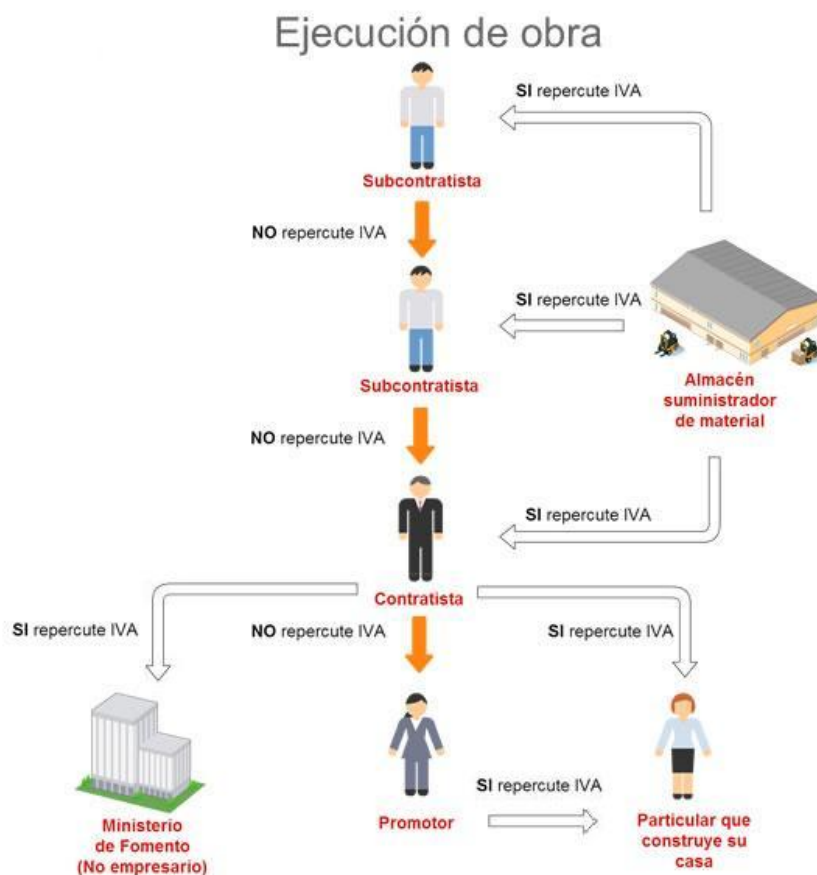 Ejecución de obra
SI repercute IVA
Subcontratista
NO repercute IVA
SI repercute IVA
Subcontratista
Almacén
suministrador
de material
NO repercute IVA
SI repercute IVA
Contratista
SI repercute IVA
NO repercute IVA
SI repercute IVA
SI repercute IVA
Ministerio
de Fomento
(No empresario)
Promotor
Particular que
construye su
casa